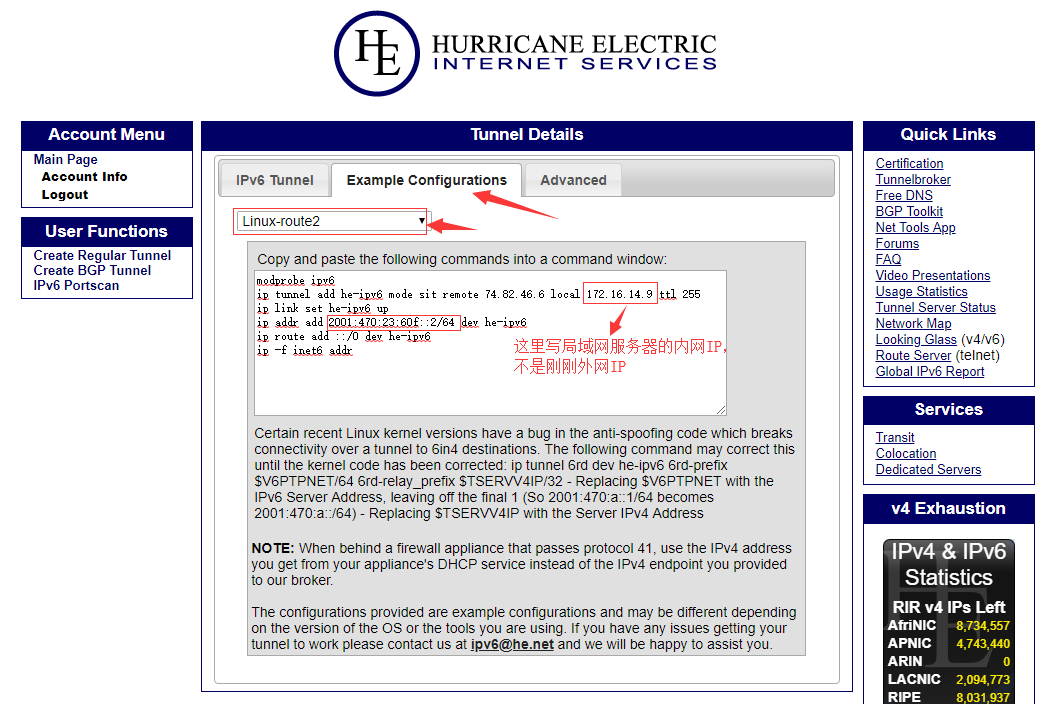 HE
HURRICANE ELECTRIC
INTERNET SERVICES
Account Menu
Main Page
Account Info
Logout
User Functions
Create Regular Tunnel
Create BGP Tunnel
IPv6 Portscan
Tunnel Details
IPv6 Tunnel
Example Configurations
Advanced
Linux-route2
Copy and paste the following commands into a command window:
modprobe ipv6
ip tunnel add he-ipv6 mode sit remote 74.82.46.6 local 172.16.14.9 ttl 255
ip link set he-ipv6 up
ip addr add 2001:470:23:60f::2/64 dev he-ipv6
ip route add ::/0 dev he-ipv6
ip -f inet6 addr
这里写局域网服务器的内网IP,
不是刚刚外网IP
Certain recent Linux kernel versions have a bug in the anti-spoofing code which breaks
connectivity over a tunnel to 6in4 destinations. The following command may correct this
until the kernel code has been corrected: ip tunnel 6rd dev he-ipv6 6rd-prefix
$V6PTPNET/64 6rd-relay_prefix $TSERVV4IP/32 - Replacing $V6PTPNET with the
IPv6 Server Address, leaving off the final 1 (So 2001:470:a::1/64 becomes
2001:470:a::/64) - Replacing $TSERVV4IP with the Server IPv4 Address
NOTE: When behind a firewall appliance that passes protocol 41, use the IPv4 address
you get from your appliance's DHCP service instead of the IPv4 endpoint you provided
to our broker.
The configurations provided are example configurations and may be different depending
on the version of the OS or the tools you are using. If you have any issues getting your
tunnel to work please contact us at ipv6@he.net and we will be happy to assist you.
Quick Links
Certification
Tunnelbroker
Free DNS
BGP Toolkit
Net Tools App
Forums
FAQ
Video Presentations
Usage Statistics
Tunnel Server Status
Network Map
Looking Glass (v4/v6)
Route Server (telnet)
Global IPv6 Report
Services
Transit
Colocation
Dedicated Servers
v4 Exhaustion
IPv4 & IPv6
Statistics
RIR v4 IPs Left
AfriNIC 8,734,557
APNIC 4,743,440
ARIN 0
LACNIC 2,094,773
RIPE 8,031,937